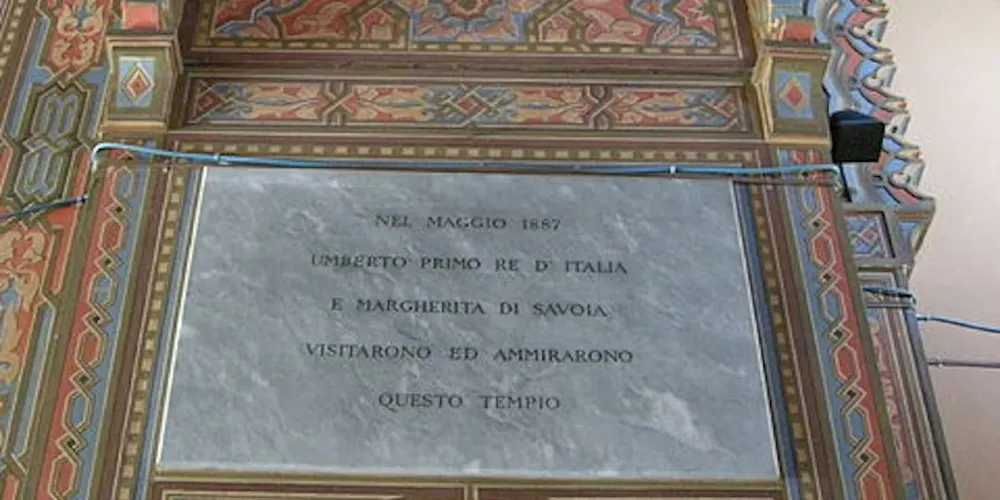 NEL MAGGIO 1887
UMBERTO PRIMO RE D' ITALIA
E MARGHERITA DI SAVOIA
VISITARONO ED AMMIRARONO
QUESTO TEMPIO